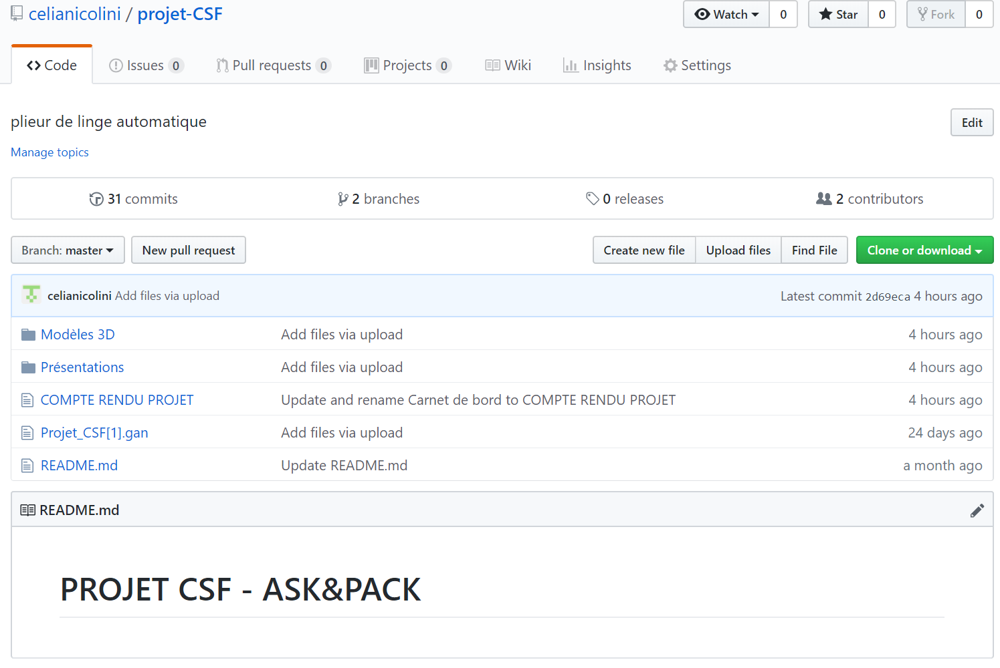 celianicolini / projet-CSF
Watch 0 Star 0 Fork 0
Code Issues 0 Pull requests 0 Projects 0 Wiki Insights Settings
plieur de linge automatique Edit
Manage topics
31 commits 2 branches 0 releases 2 contributors
Branch: master New pull request Create new file Upload files Find File Clone or download
celianicolini Add files via upload Latest commit 2d69eca 4 hours ago
Modèles 3D Add files via upload 4 hours ago
Présentations Add files via upload 4 hours ago
COMPTE RENDU PROJET Update and rename Carnet de bord to COMPTE RENDU PROJET 4 hours ago
Projet_CSF[1].gan Add files via upload 24 days ago
README.md Update README.md a month ago
README.md
PROJET CSF - ASK&PACK